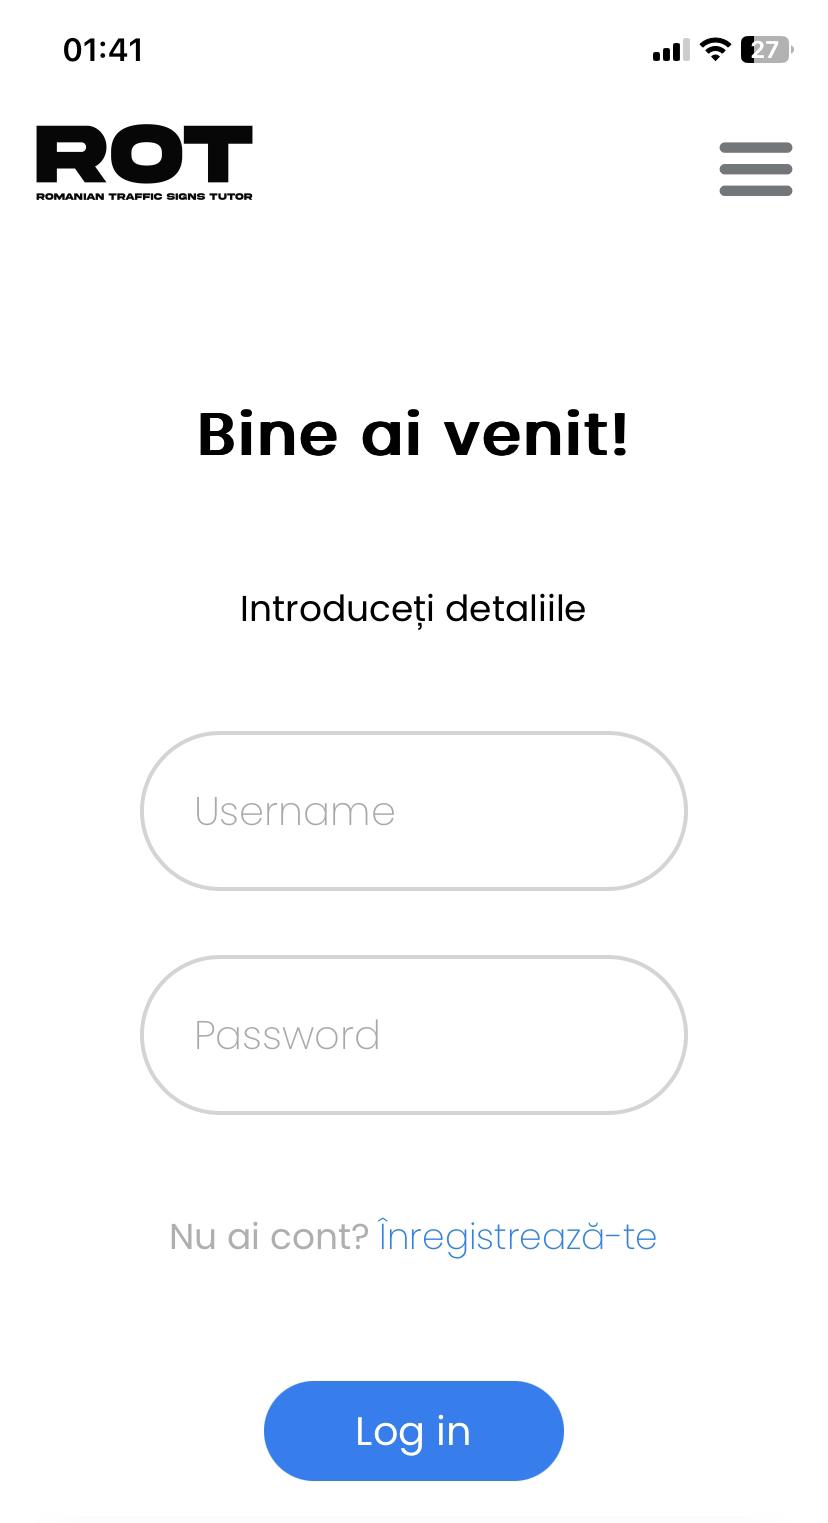 01:41
27
ROT
ROMANIAN TRAFFIC SIGNS TUTOR
Bine ai venit!
Introduceți detaliile
Username
Password
Nu ai cont? Înregistrează-te
Log in